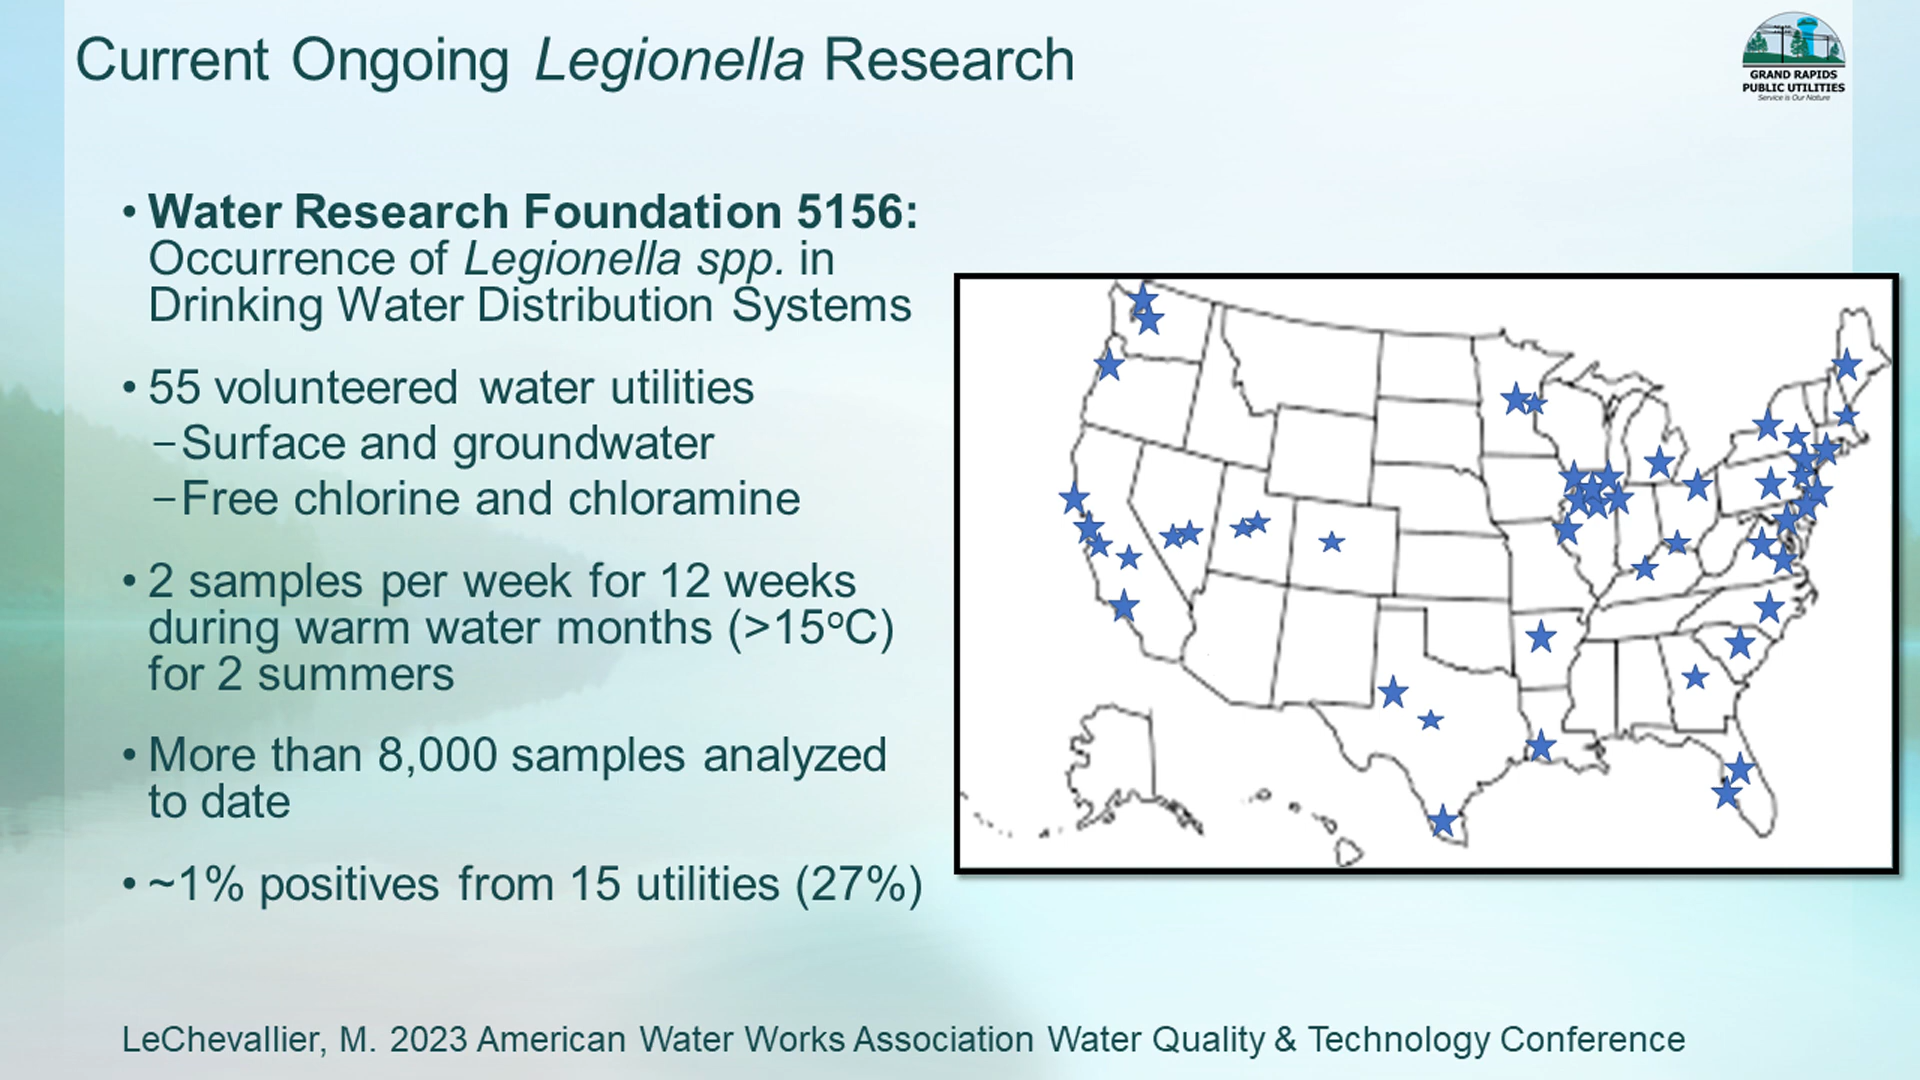 Current Ongoing Legionella Research
GRAND RAPIDS
PUBLIC UTILITIES
Service is Our Nature
• Water Research Foundation 5156:
Occurrence of Legionella spp. in
Drinking Water Distribution Systems
• 55 volunteered water utilities
–Surface and groundwater
–Free chlorine and chloramine
• 2 samples per week for 12 weeks
during warm water months (>15ºC)
for 2 summers
• More than 8,000 samples analyzed
to date
• ~1% positives from 15 utilities (27%)
LeChevallier, M. 2023 American Water Works Association Water Quality & Technology Conference